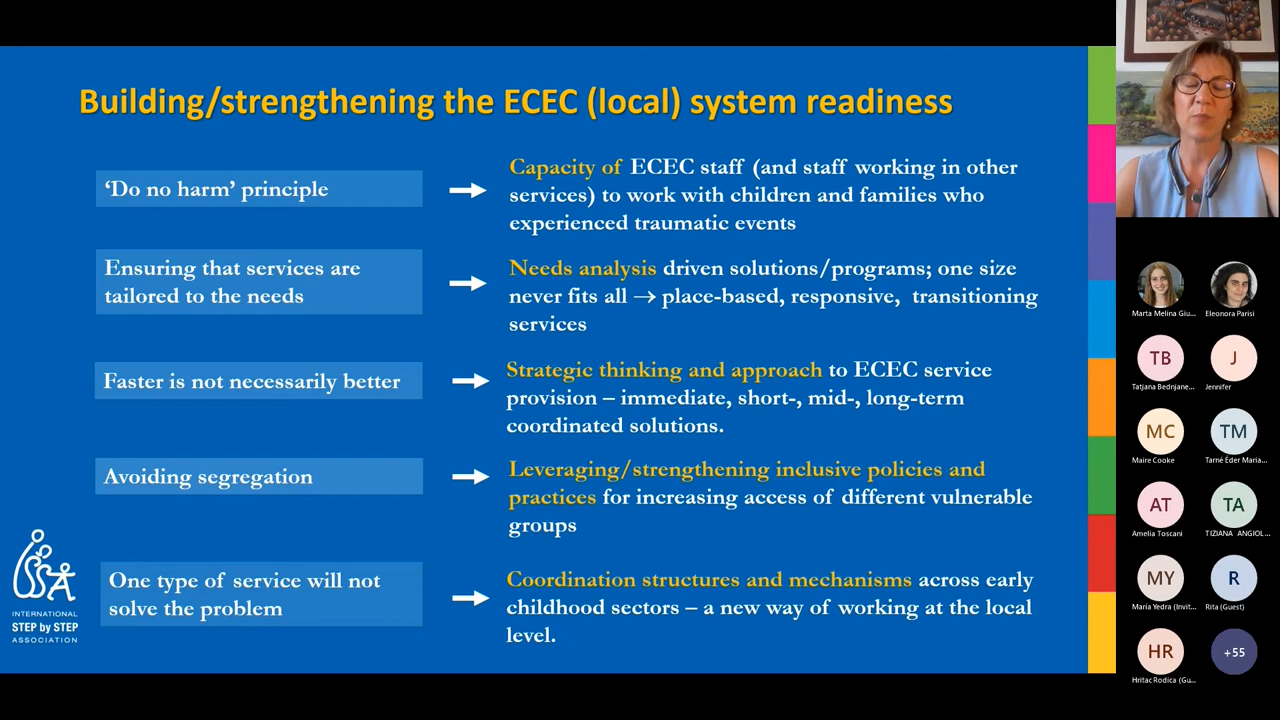 Building/strengthening the ECEC (local) system readiness
‘Do no harm’ principle
Capacity of ECEC staff (and staff working in other
services) to work with children and families who
experienced traumatic events
Ensuring that services are
tailored to the needs
Needs analysis driven solutions/programs; one size
never fits all → place-based, responsive, transitioning
services
Faster is not necessarily better
Strategic thinking and approach to ECEC service
provision – immediate, short-, mid-, long-term
coordinated solutions.
Avoiding segregation
Leveraging/strengthening inclusive policies and
practices for increasing access of different vulnerable
groups
One type of service will not
solve the problem
Coordination structures and mechanisms across early
childhood sectors – a new way of working at the local
level.
INTERNATIONAL
STEP by STEP
ASSOCIATION
Marta Melina Giu...
Eleonora Parisi
TB
J
Tatjana Bednjane...
Jennifer
MC
TM
Maire Cooke
Tarné Éder Maria...
AT
TA
Amelia Toscani
TIZIANA ANGIOL...
MY
R
María Yedra (Invit...
Rita (Guest)
HR
+55
Hritac Rodica (Gu...